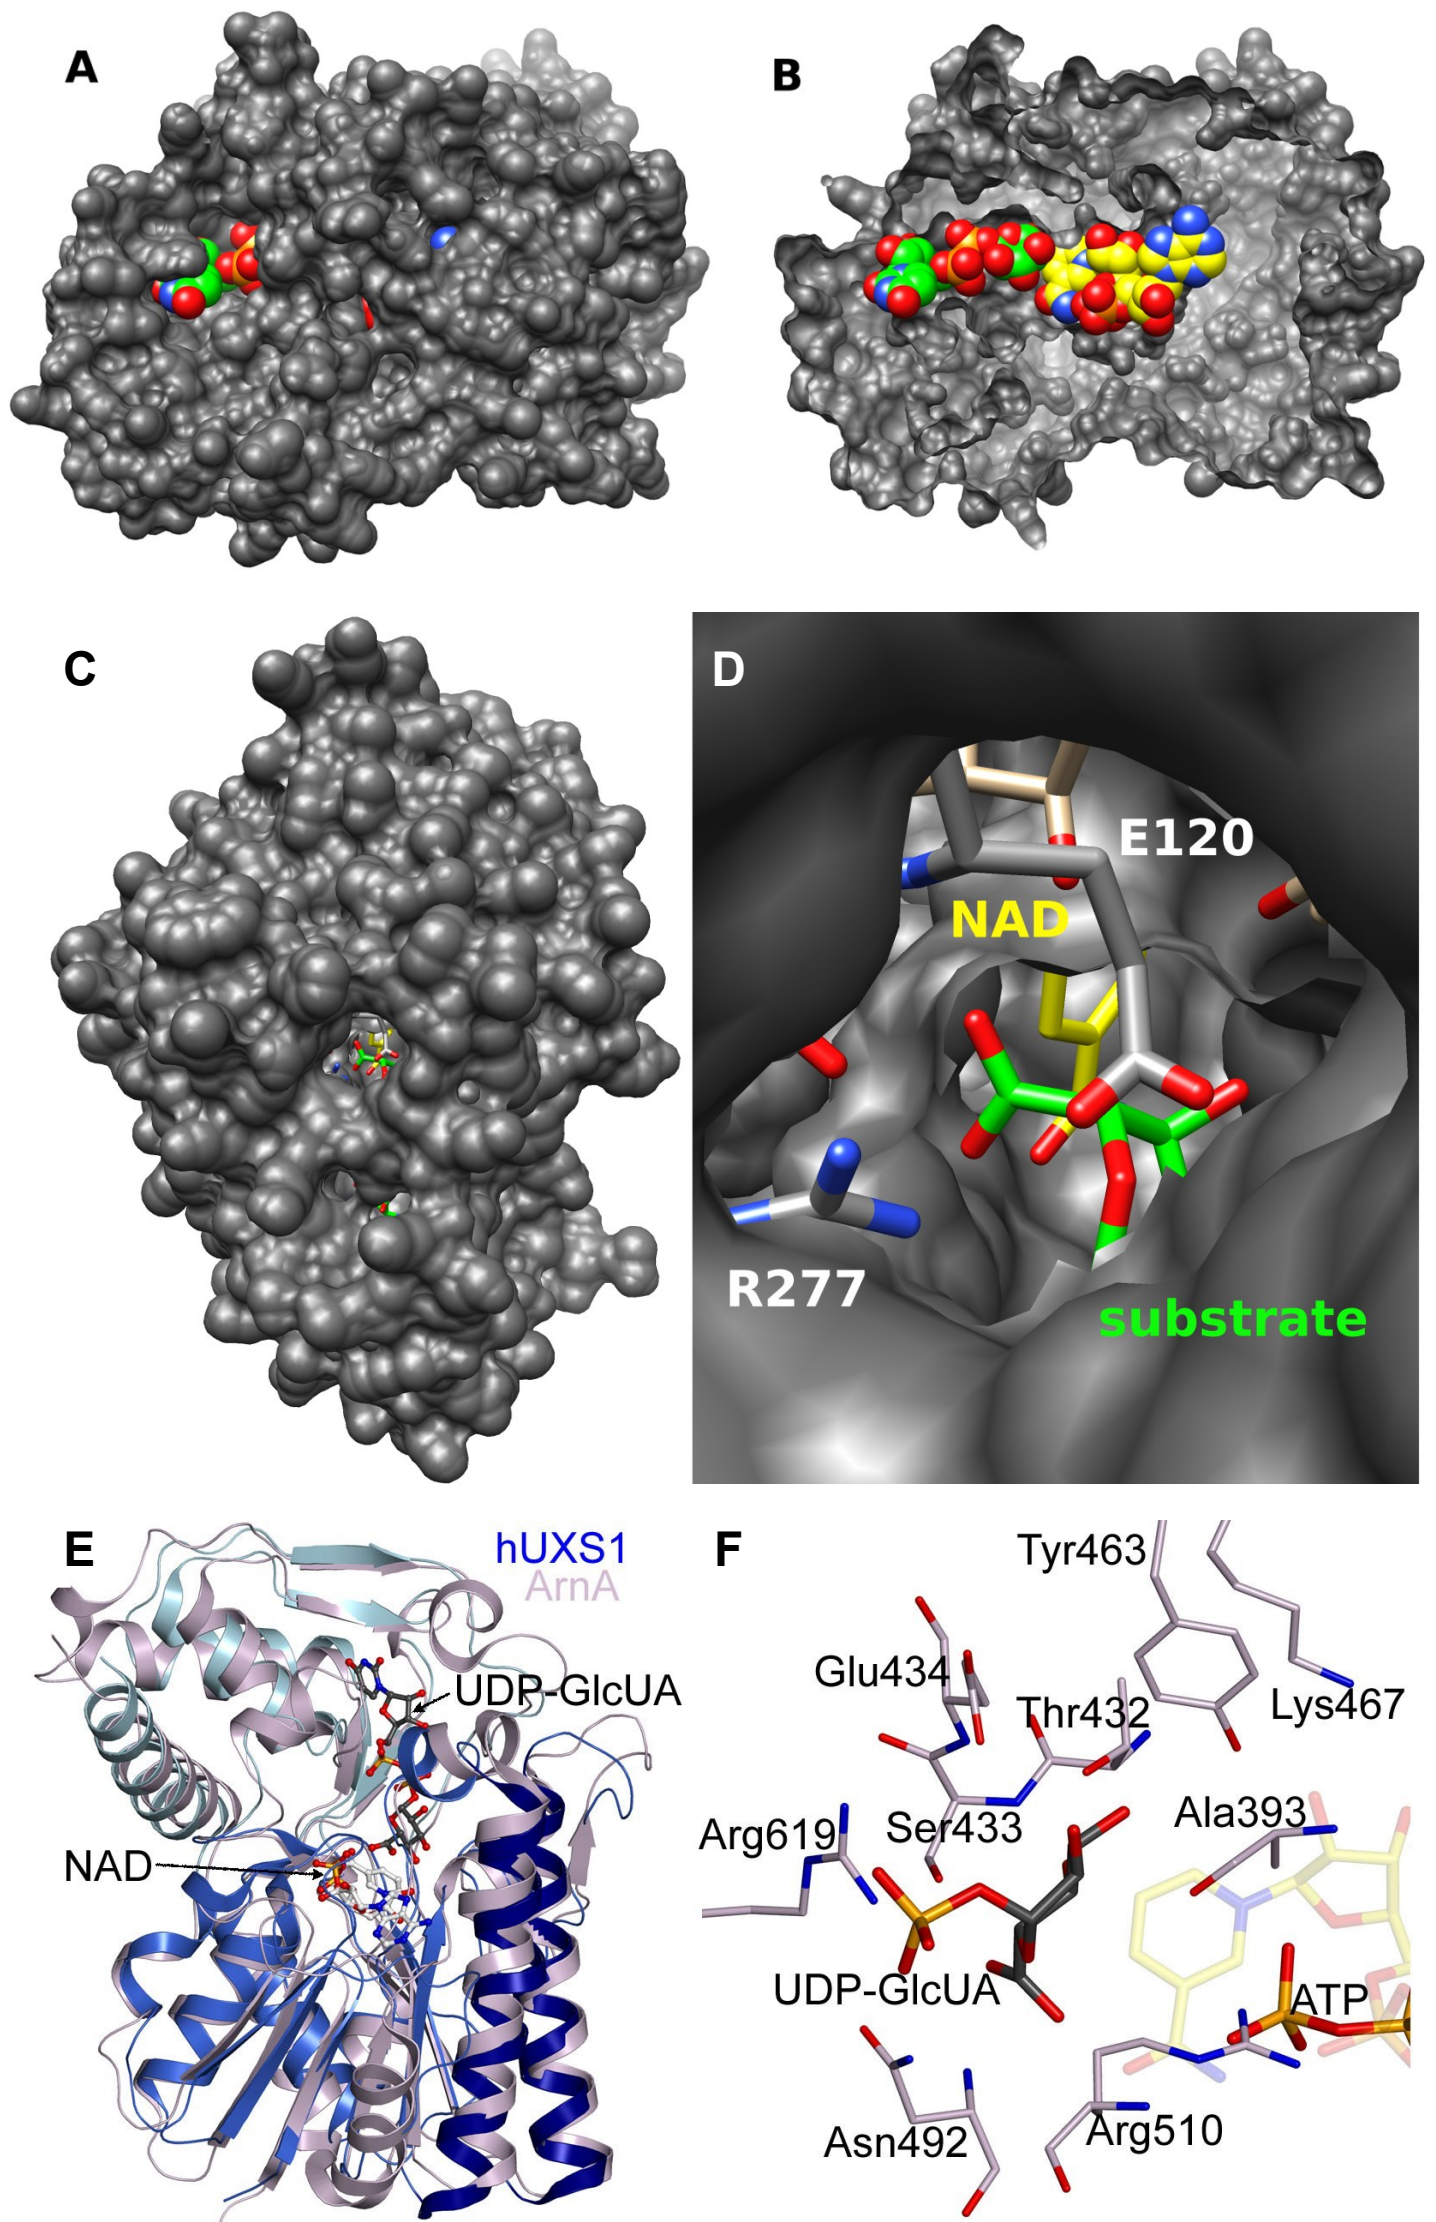 A
B
C
D
E120
NAD
R277
substrate
E
hUXS1
ArnA
UDP-GlcUA
NAD
F
Tyr463
Glu434
Thr432
Lys467
Arg619
Ser433
Ala393
UDP-GlcUA
ATP
Asn492
Arg510